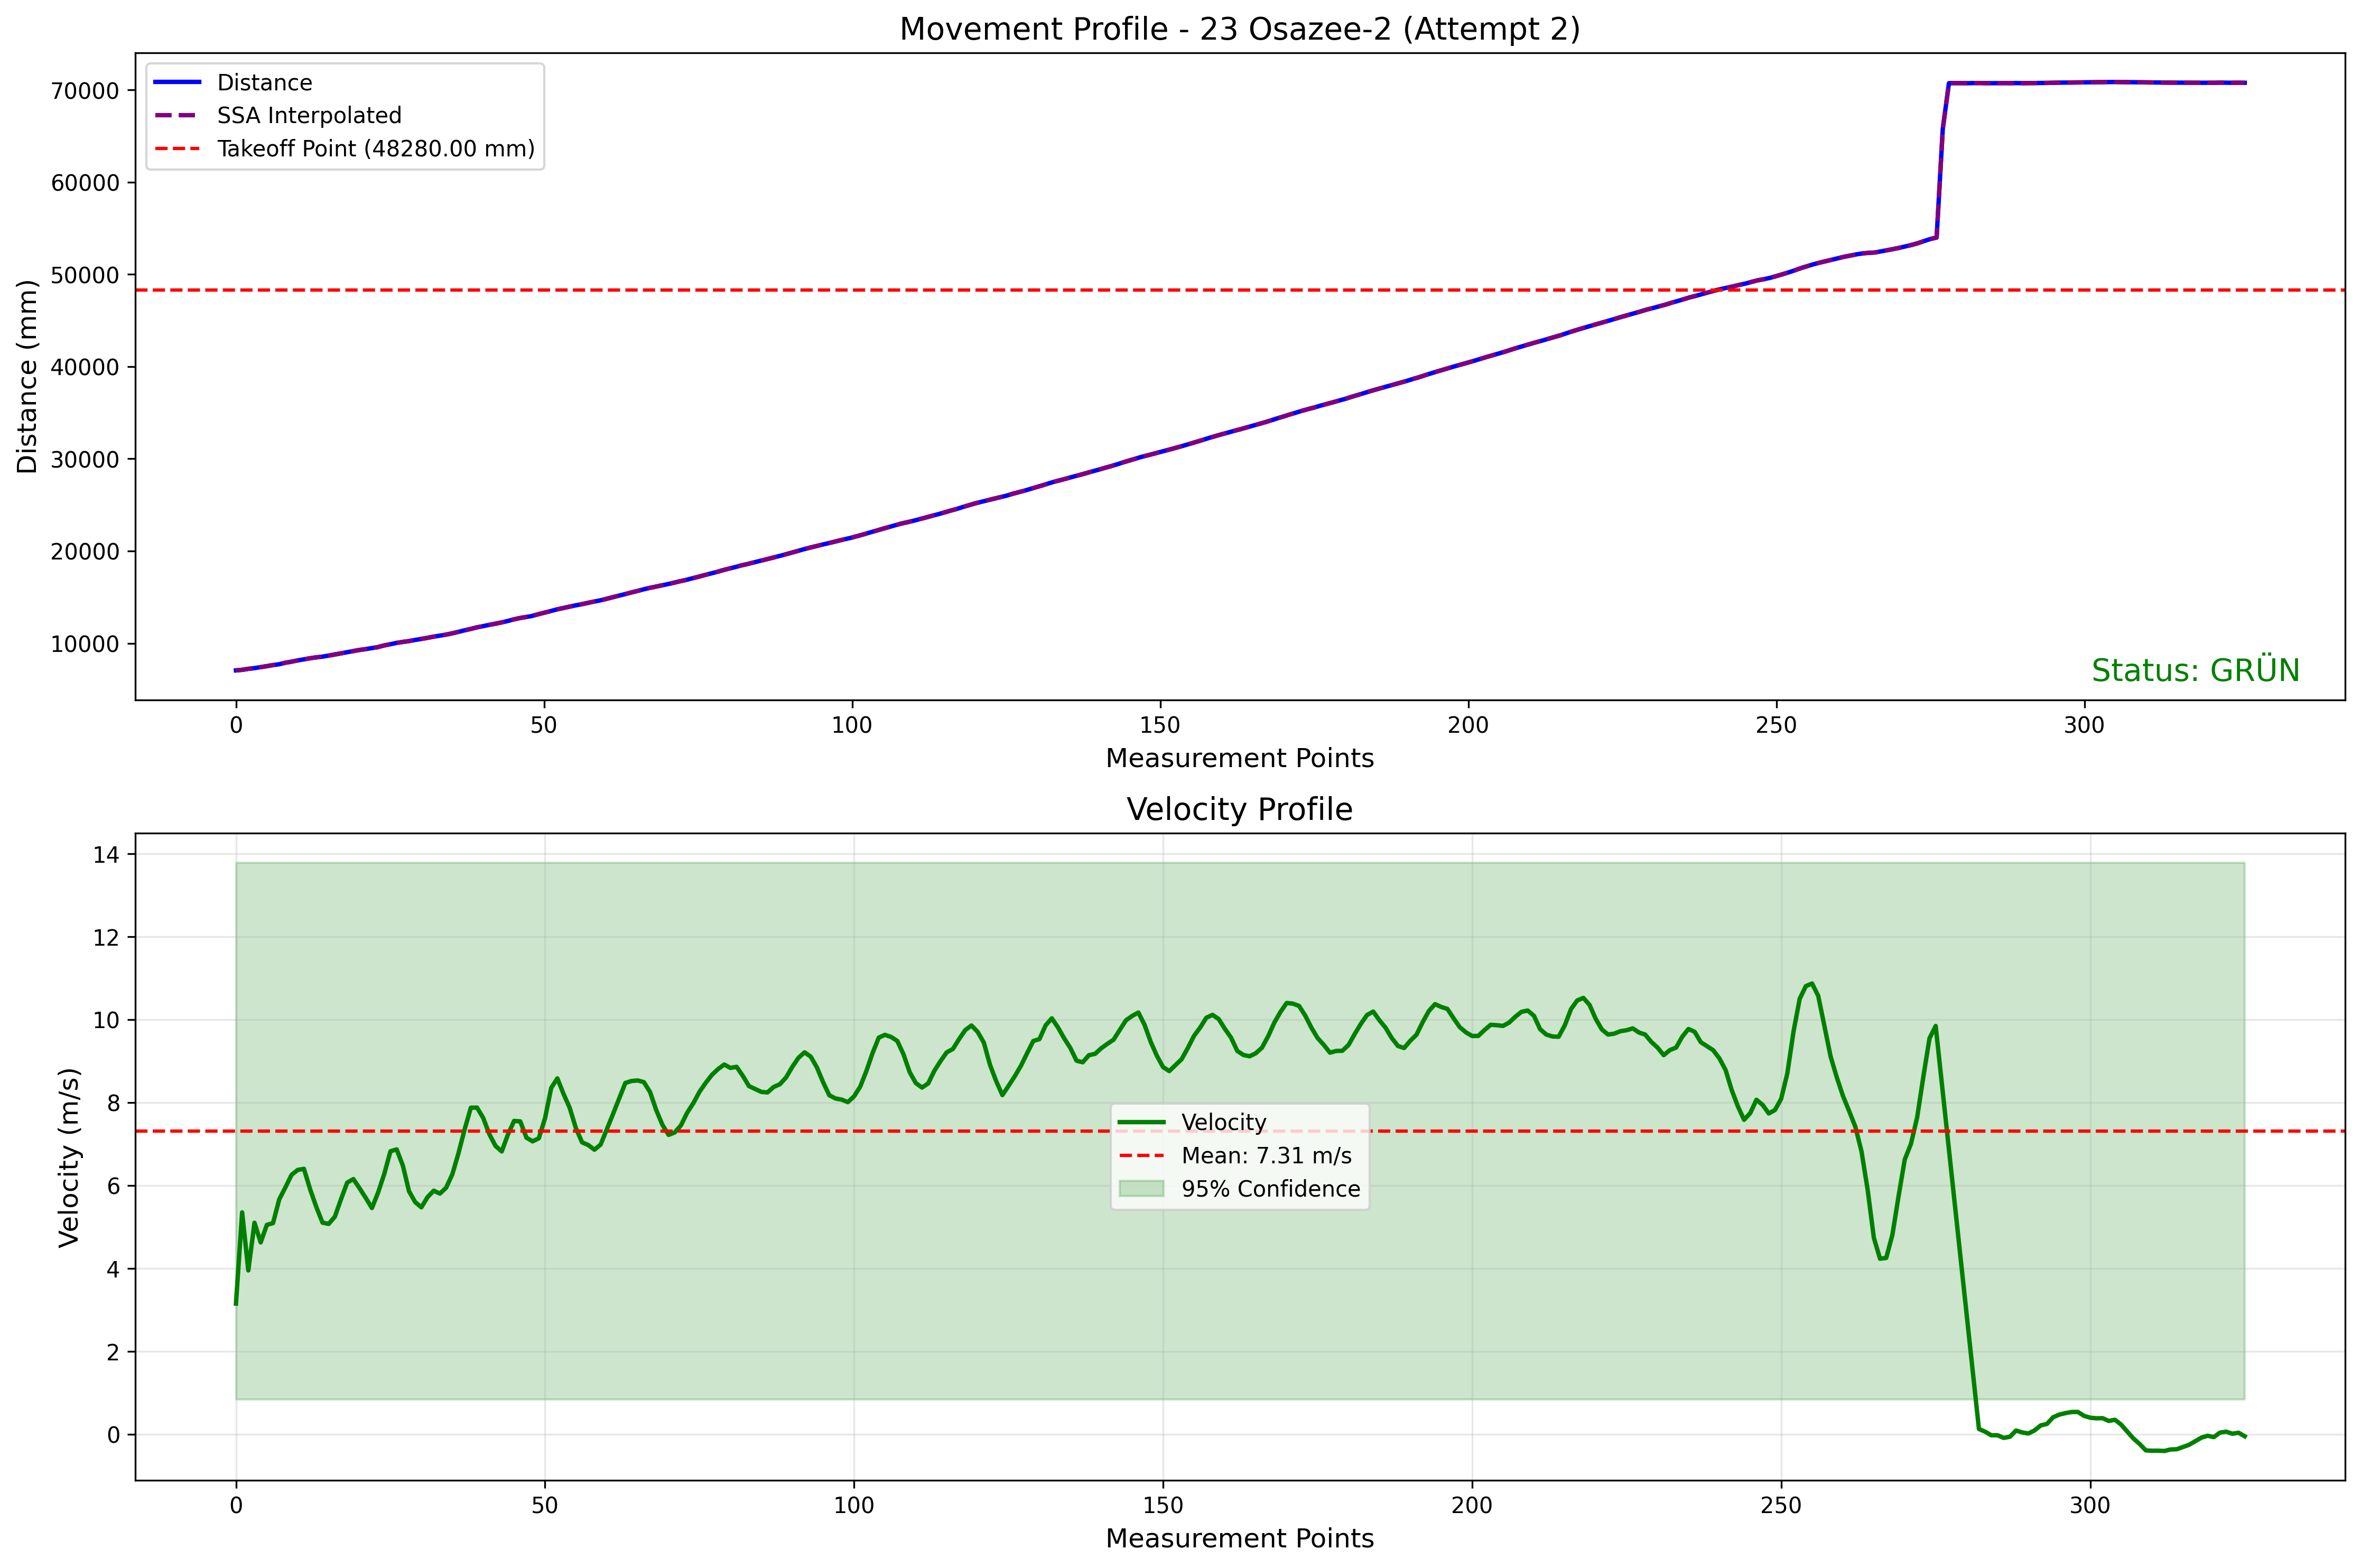 Movement Profile - 23 Osazee-2 (Attempt 2)
Distance
SSA Interpolated
Takeoff Point (48280.00 mm)
Distance (mm)
70000
60000
50000
40000
30000
20000
10000
Status: GRÜN
0 50 100 150 200 250 300
Measurement Points
Velocity Profile
Velocity (m/s)
14
12
10
8
6
4
2
0
Velocity
Mean: 7.31 m/s
95% Confidence
0 50 100 150 200 250 300
Measurement Points